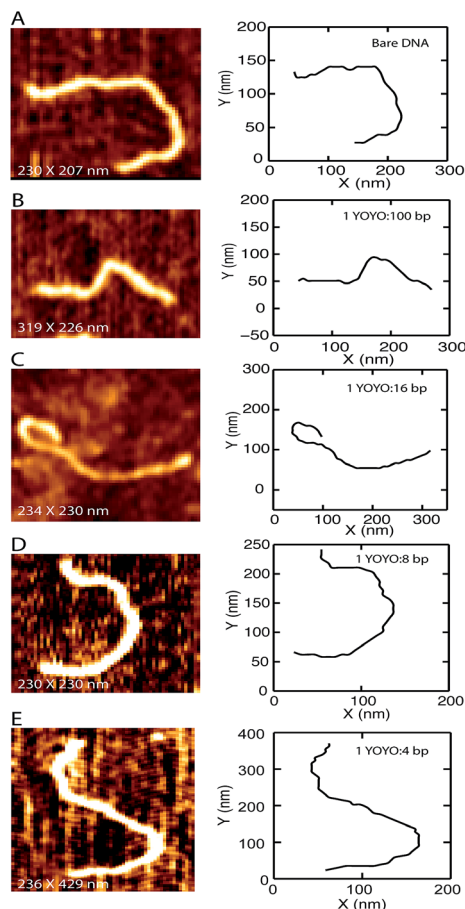 A
230 X 207 nm
Bare DNA
Y (nm)
200
150
100
50
0
0
100
200
300
X (nm)
B
319 X 226 nm
1 YOYO:100 bp
Y (nm)
200
150
100
50
0
−50
0
100
200
300
X (nm)
C
234 X 230 nm
1 YOYO:16 bp
Y (nm)
300
200
100
0
0
100
200
300
X (nm)
D
230 X 230 nm
1 YOYO:8 bp
Y (nm)
250
200
150
100
50
0
0
100
200
X (nm)
E
236 X 429 nm
1 YOYO:4 bp
Y (nm)
400
300
200
100
0
0
50
100
150
200
X (nm)